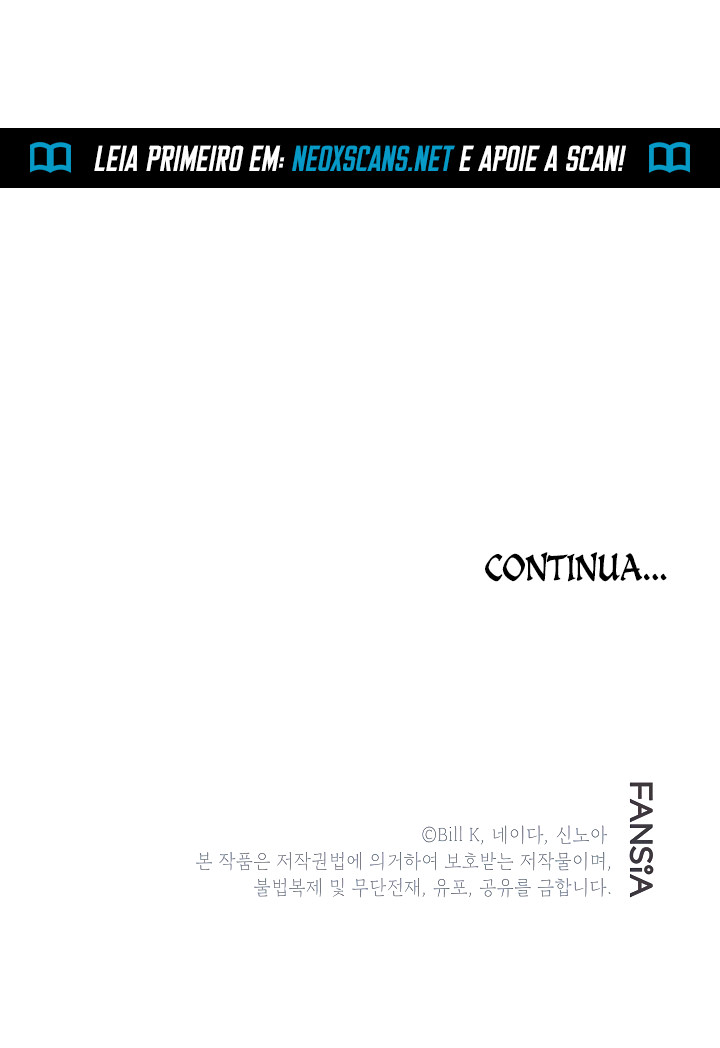 LEIA PRIMEIRO EM: NEOXSCANS.NET E APOIE A SCAN!
CONTINUA...
©Bill K, 네이다, 신노아
본 작품은 저작권법에 의거하여 보호받는 저작물이며,
불법복제 및 무단전재, 유포, 공유를 금합니다.
FANSiA